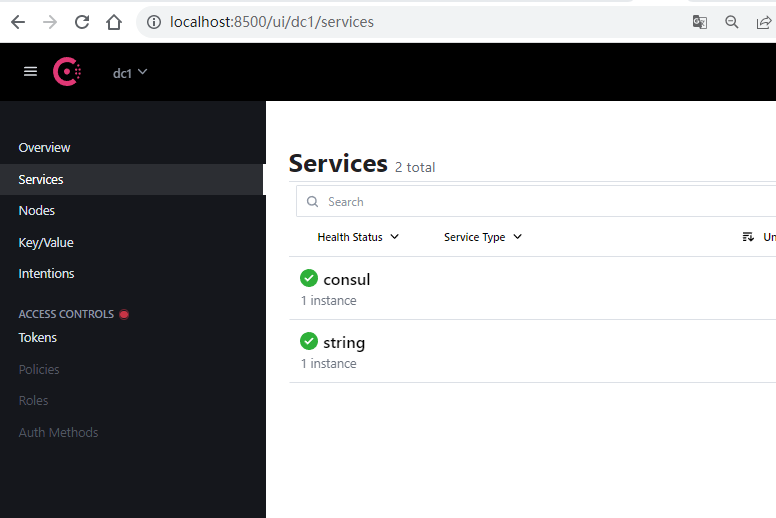 localhost:8500/ui/dc1/services
dc1
Overview
Services
Nodes
Key/Value
Intentions
ACCESS CONTROLS
Tokens
Policies
Roles
Auth Methods
Services 2 total
Search
Health Status Service Type Un
consul
1 instance
string
1 instance